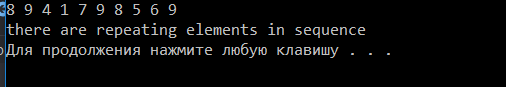 8 9 4 1 7 9 8 5 6 9
there are repeating elements in sequence
Для продолжения нажмите любую клавишу . . .